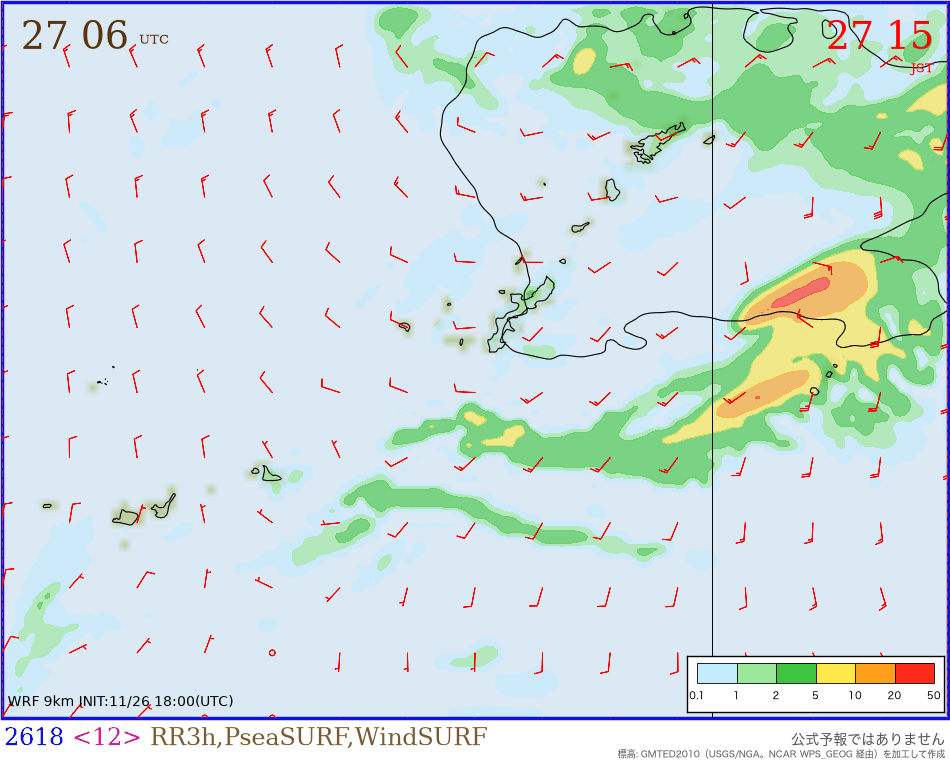 27 06 UTC
27 15
JST
WRF 9km INIT:11/26 18:00(UTC)
0.1 1 2 5 10 20 50
2618 <12> RR3h,PseaSURF,WindSURF
公式予報ではありません
標高: GMTED2010（USGS/NGA。NCAR WPS_GEOG 経由）を加工して作成